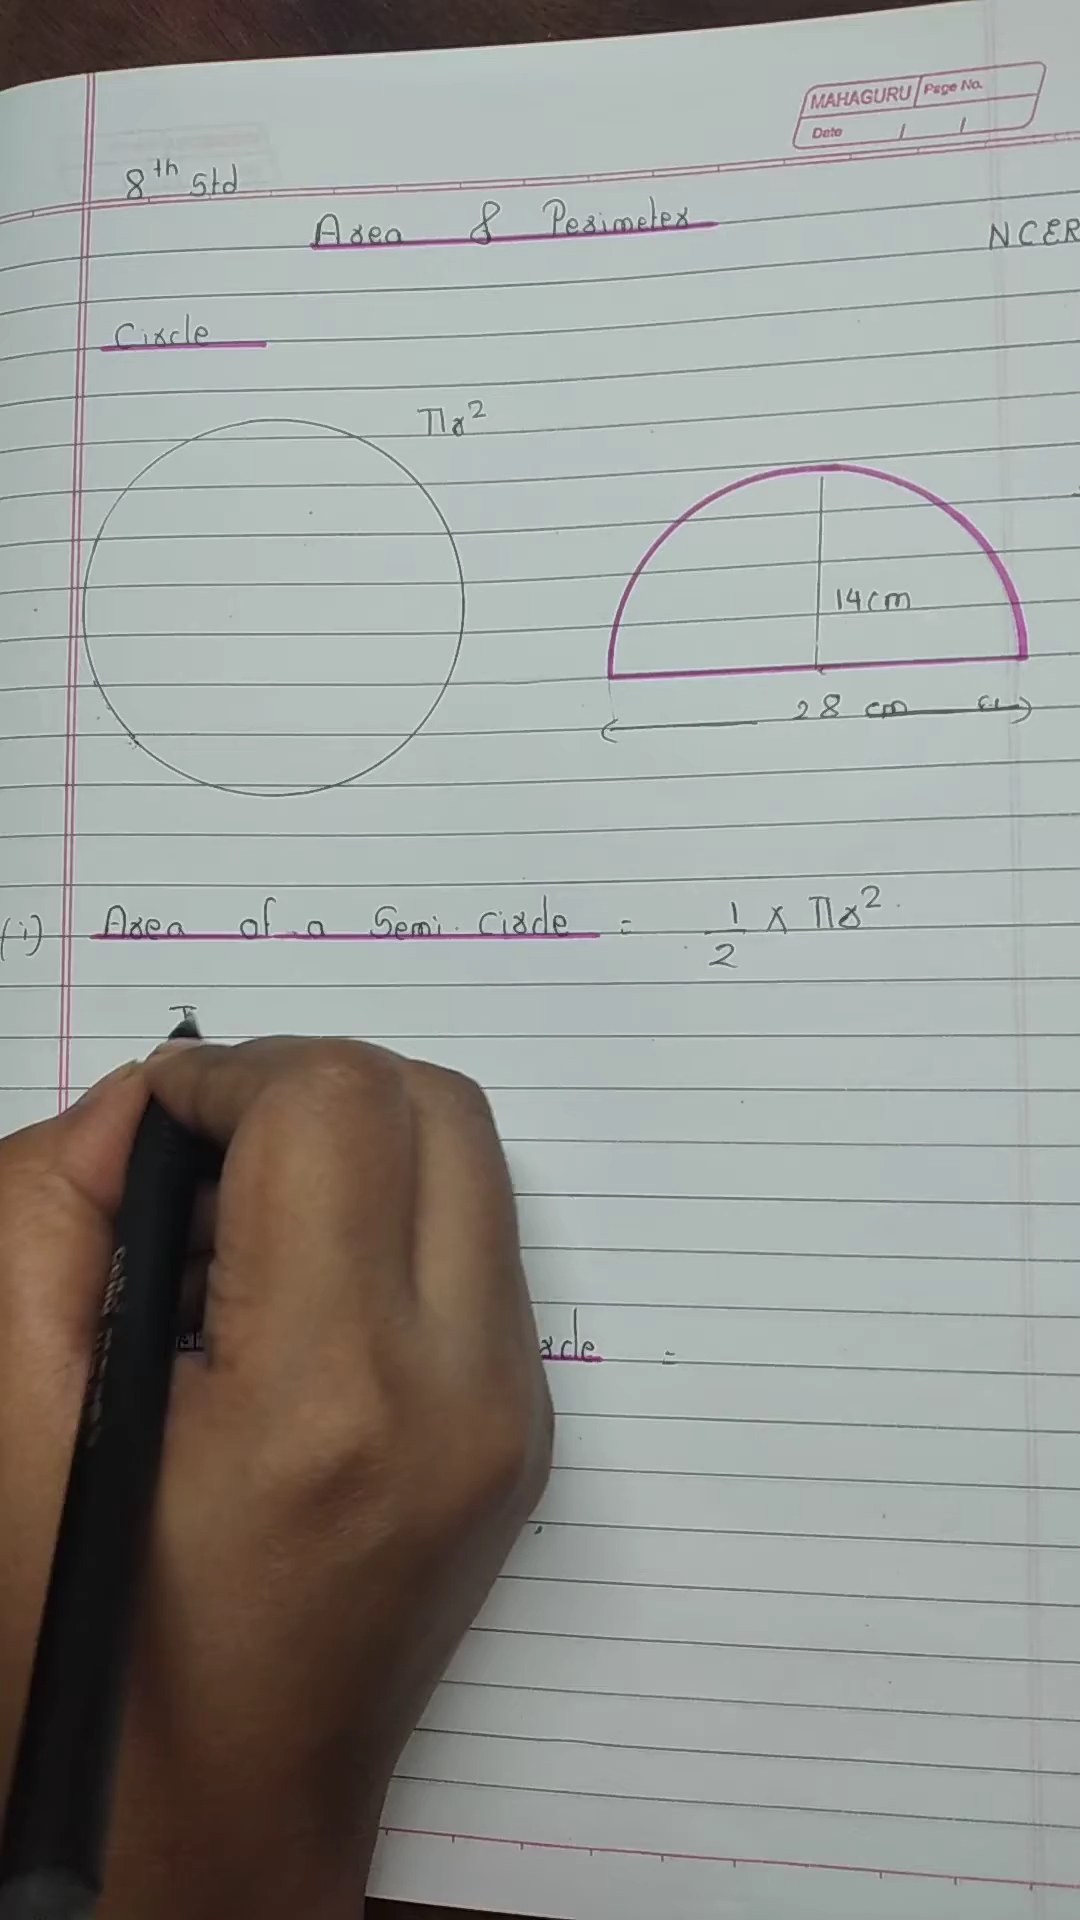 MAHAGURU Page No.
Date / /
8th Std
Area & Perimeter
NCER
Circle
πr²
14cm
28 cm
(i) Area of a Semi. Circle = 1/2 × πr²
rcle =